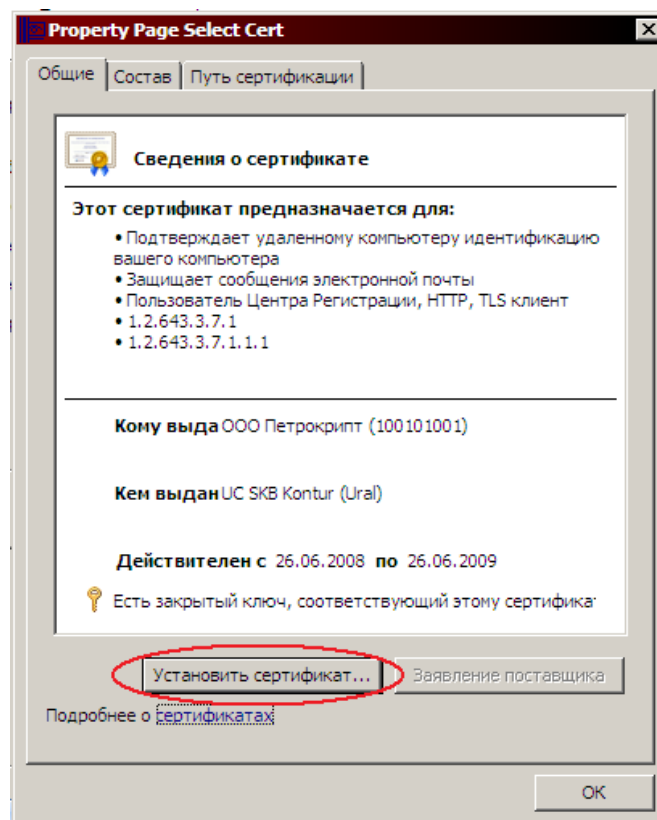 Property Page Select Cert
Общие Состав Путь сертификации
Сведения о сертификате
Этот сертификат предназначается для:
• Подтверждает удаленному компьютеру идентификацию
вашего компьютера
• Защищает сообщения электронной почты
• Пользователь Центра Регистрации, HTTP, TLS клиент
• 1.2.643.3.7.1
• 1.2.643.3.7.1.1.1
Кому выда ООО Петрокрипт (100101001)
Кем выдан UC SKB Kontur (Ural)
Действителен с 26.06.2008 по 26.06.2009
Есть закрытый ключ, соответствующий этому сертифика
Установить сертификат... Заявление поставщика
Подробнее о сертификатах
OK